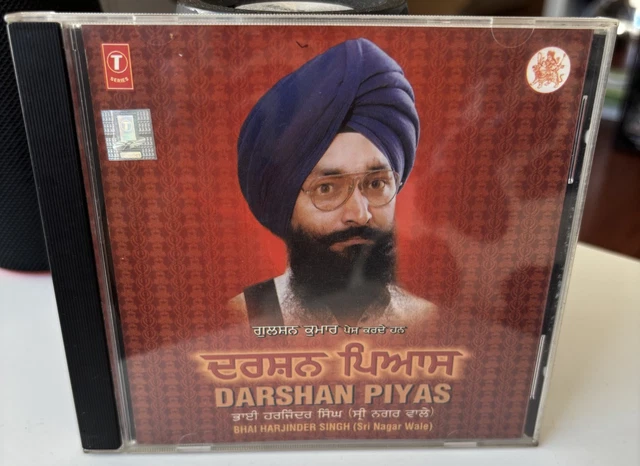 T
SERIES
ਗੁਲਸ਼ਨ ਕੁਮਾਰ ਪੇਸ਼ ਕਰਦੇ ਹਨ
ਦਰਸ਼ਨ ਪਿਆਸ
DARSHAN PIYAS
ਭਾਈ ਹਰਜਿੰਦਰ ਸਿੰਘ (ਸ੍ਰੀ ਨਗਰ ਵਾਲੇ)
BHAI HARJINDER SINGH (Sri Nagar Wale)